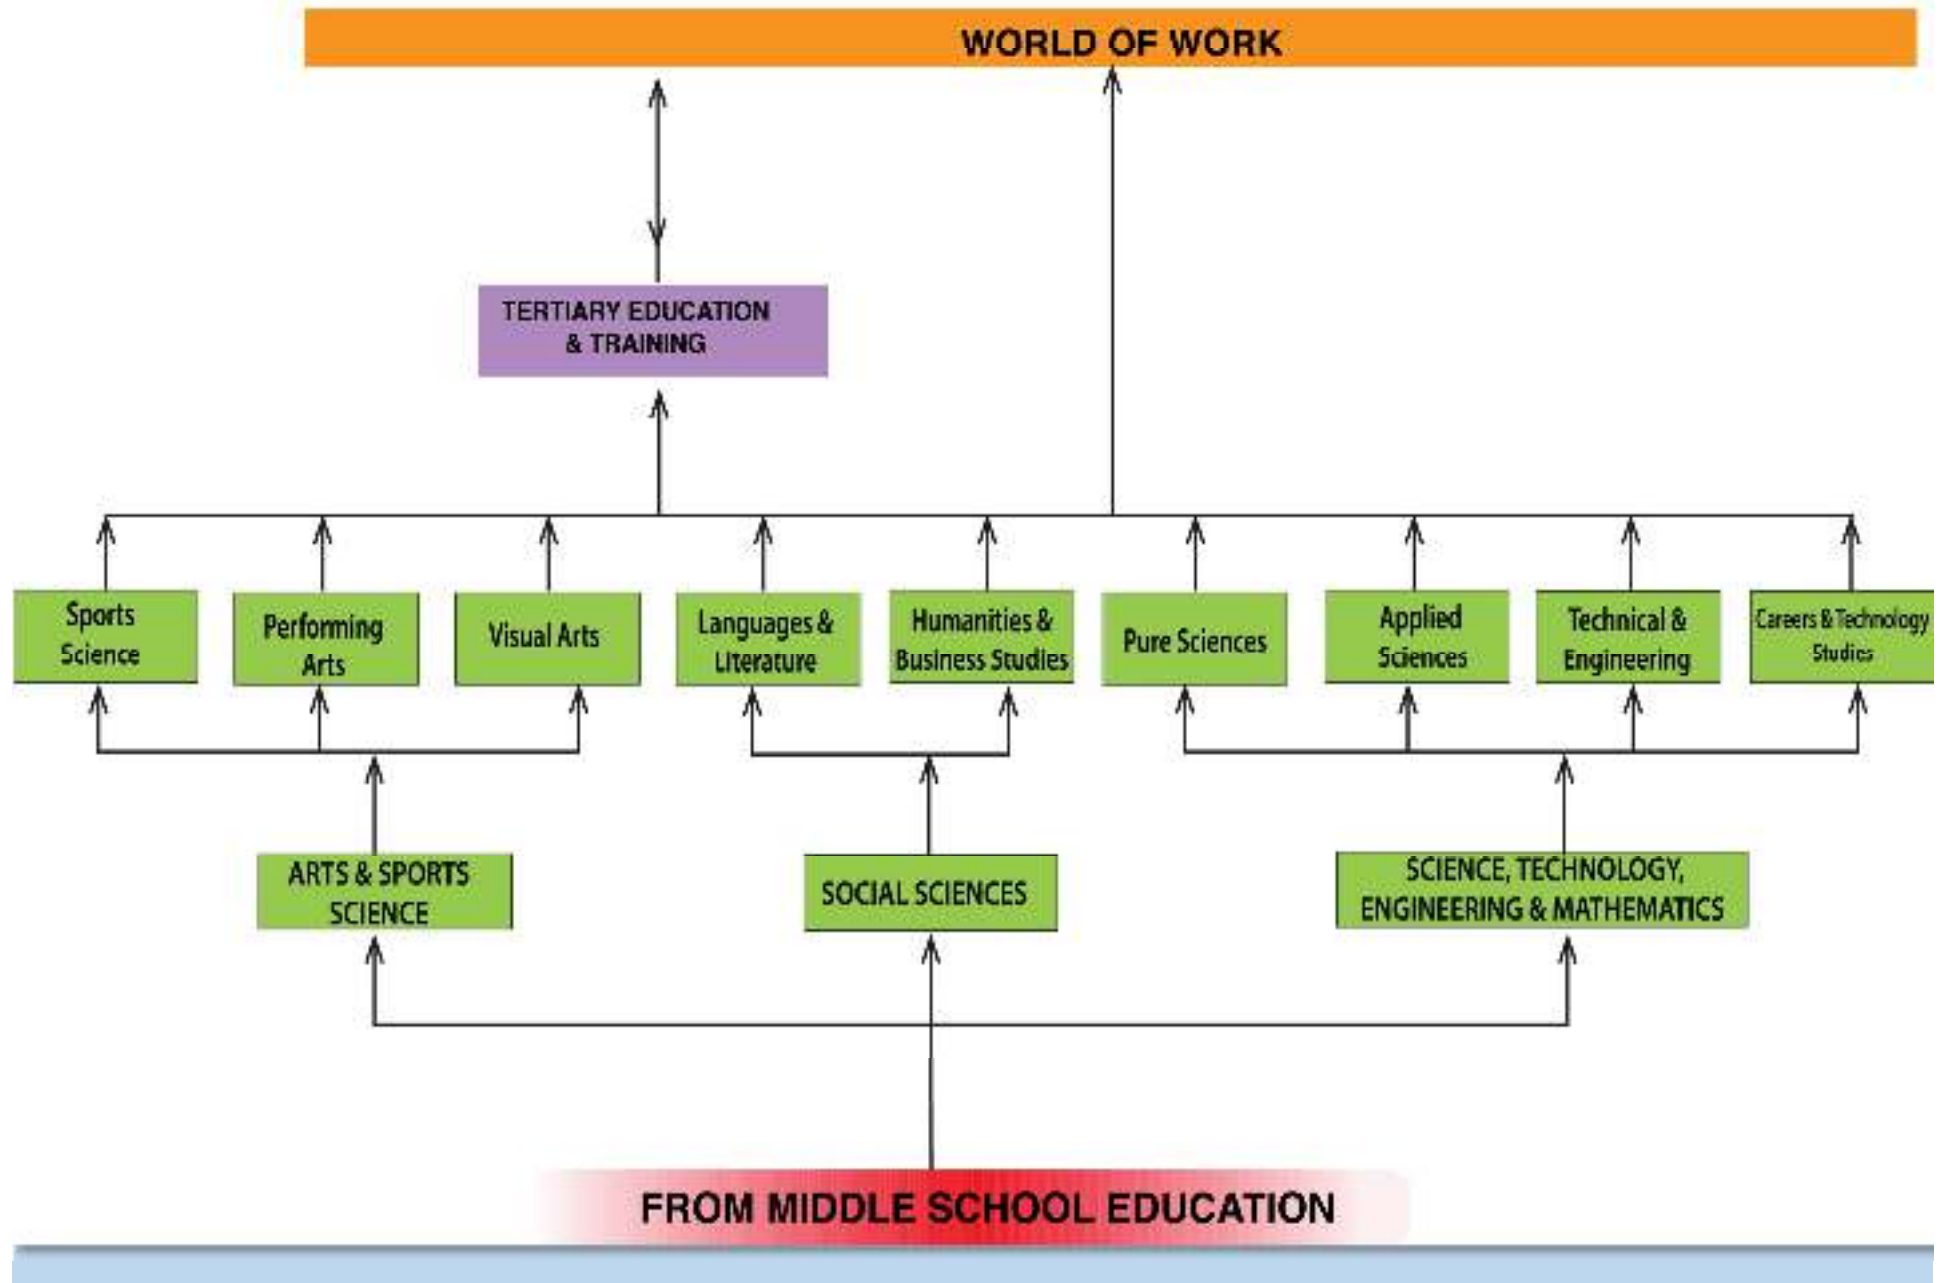 WORLD OF WORK
TERTIARY EDUCATION
& TRAINING
Sports
Science
Performing
Arts
Visual Arts
Languages &
Literature
Humanities &
Business Studies
Pure Sciences
Applied
Sciences
Technical &
Engineering
Careers & Technology
Studies
ARTS & SPORTS
SCIENCE
SOCIAL SCIENCES
SCIENCE, TECHNOLOGY,
ENGINEERING & MATHEMATICS
FROM MIDDLE SCHOOL EDUCATION